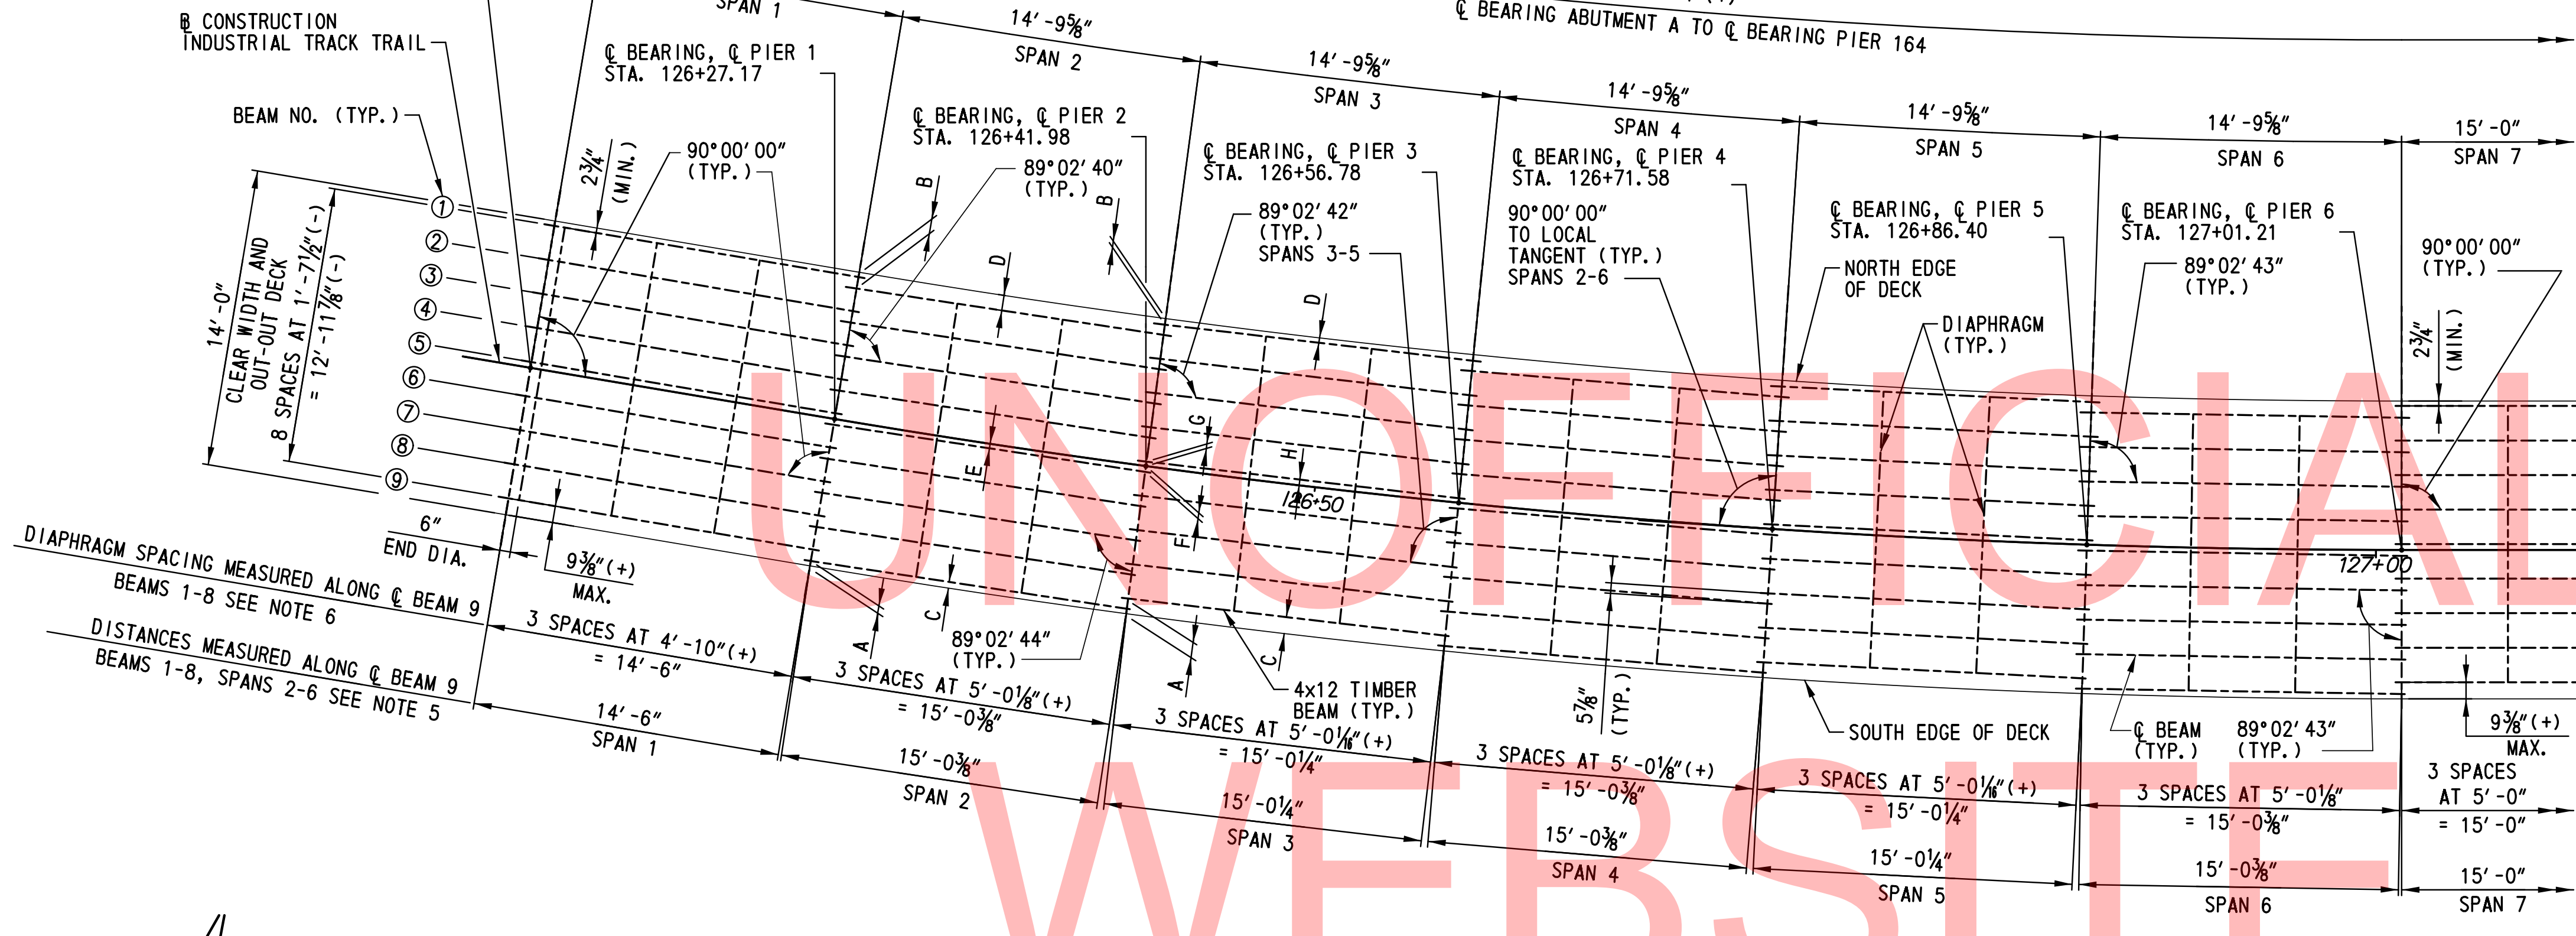 ℄ BEARING ABUTMENT A TO ℄ BEARING PIER 164
SPAN 1
14'-9⅝"
SPAN 2
14'-9⅝"
SPAN 3
14'-9⅝"
SPAN 4
14'-9⅝"
SPAN 5
14'-9⅝"
SPAN 6
15'-0"
SPAN 7
B̲L CONSTRUCTION
INDUSTRIAL TRACK TRAIL
BEAM NO. (TYP.)
℄ BEARING, ℄ PIER 1
STA. 126+27.17
℄ BEARING, ℄ PIER 2
STA. 126+41.98
℄ BEARING, ℄ PIER 3
STA. 126+56.78
℄ BEARING, ℄ PIER 4
STA. 126+71.58
℄ BEARING, ℄ PIER 5
STA. 126+86.40
℄ BEARING, ℄ PIER 6
STA. 127+01.21
2¾"
(MIN.)
90°00'00"
(TYP.)
89°02'40"
(TYP.)
89°02'42"
(TYP.)
SPANS 3-5
90°00'00"
TO LOCAL
TANGENT (TYP.)
SPANS 2-6
NORTH EDGE
OF DECK
DIAPHRAGM
(TYP.)
89°02'43"
(TYP.)
90°00'00"
(TYP.)
2¾"
(MIN.)
B
B
D
D
1
2
3
4
5
6
7
8
9
14'-0"
CLEAR WIDTH AND
OUT-OUT DECK
8 SPACES AT 1'-7½"(-)
= 12'-11⅞"(-)
E
G
F
H
126+50
127+00
6"
END DIA.
9⅜"(+)
MAX.
A
C
A
C
89°02'44"
(TYP.)
4x12 TIMBER
BEAM (TYP.)
5⅞"
(TYP.)
SOUTH EDGE OF DECK
℄ BEAM
(TYP.)
89°02'43"
(TYP.)
9⅜"(+)
MAX.
DIAPHRAGM SPACING MEASURED ALONG ℄ BEAM 9
BEAMS 1-8 SEE NOTE 6
3 SPACES AT 4'-10"(+)
= 14'-6"
3 SPACES AT 5'-0⅛"(+)
= 15'-0⅜"
3 SPACES AT 5'-0¹⁄₁₆"(+)
= 15'-0¼"
3 SPACES AT 5'-0⅛"(+)
= 15'-0⅜"
3 SPACES AT 5'-0¹⁄₁₆"(+)
= 15'-0¼"
3 SPACES AT 5'-0⅛"
= 15'-0⅜"
3 SPACES
AT 5'-0"
= 15'-0"
DISTANCES MEASURED ALONG ℄ BEAM 9
BEAMS 1-8, SPANS 2-6 SEE NOTE 5
14'-6"
SPAN 1
15'-0⅜"
SPAN 2
15'-0¼"
SPAN 3
15'-0⅜"
SPAN 4
15'-0¼"
SPAN 5
15'-0⅜"
SPAN 6
15'-0"
SPAN 7
UNOFFICIAL
WEBSITE